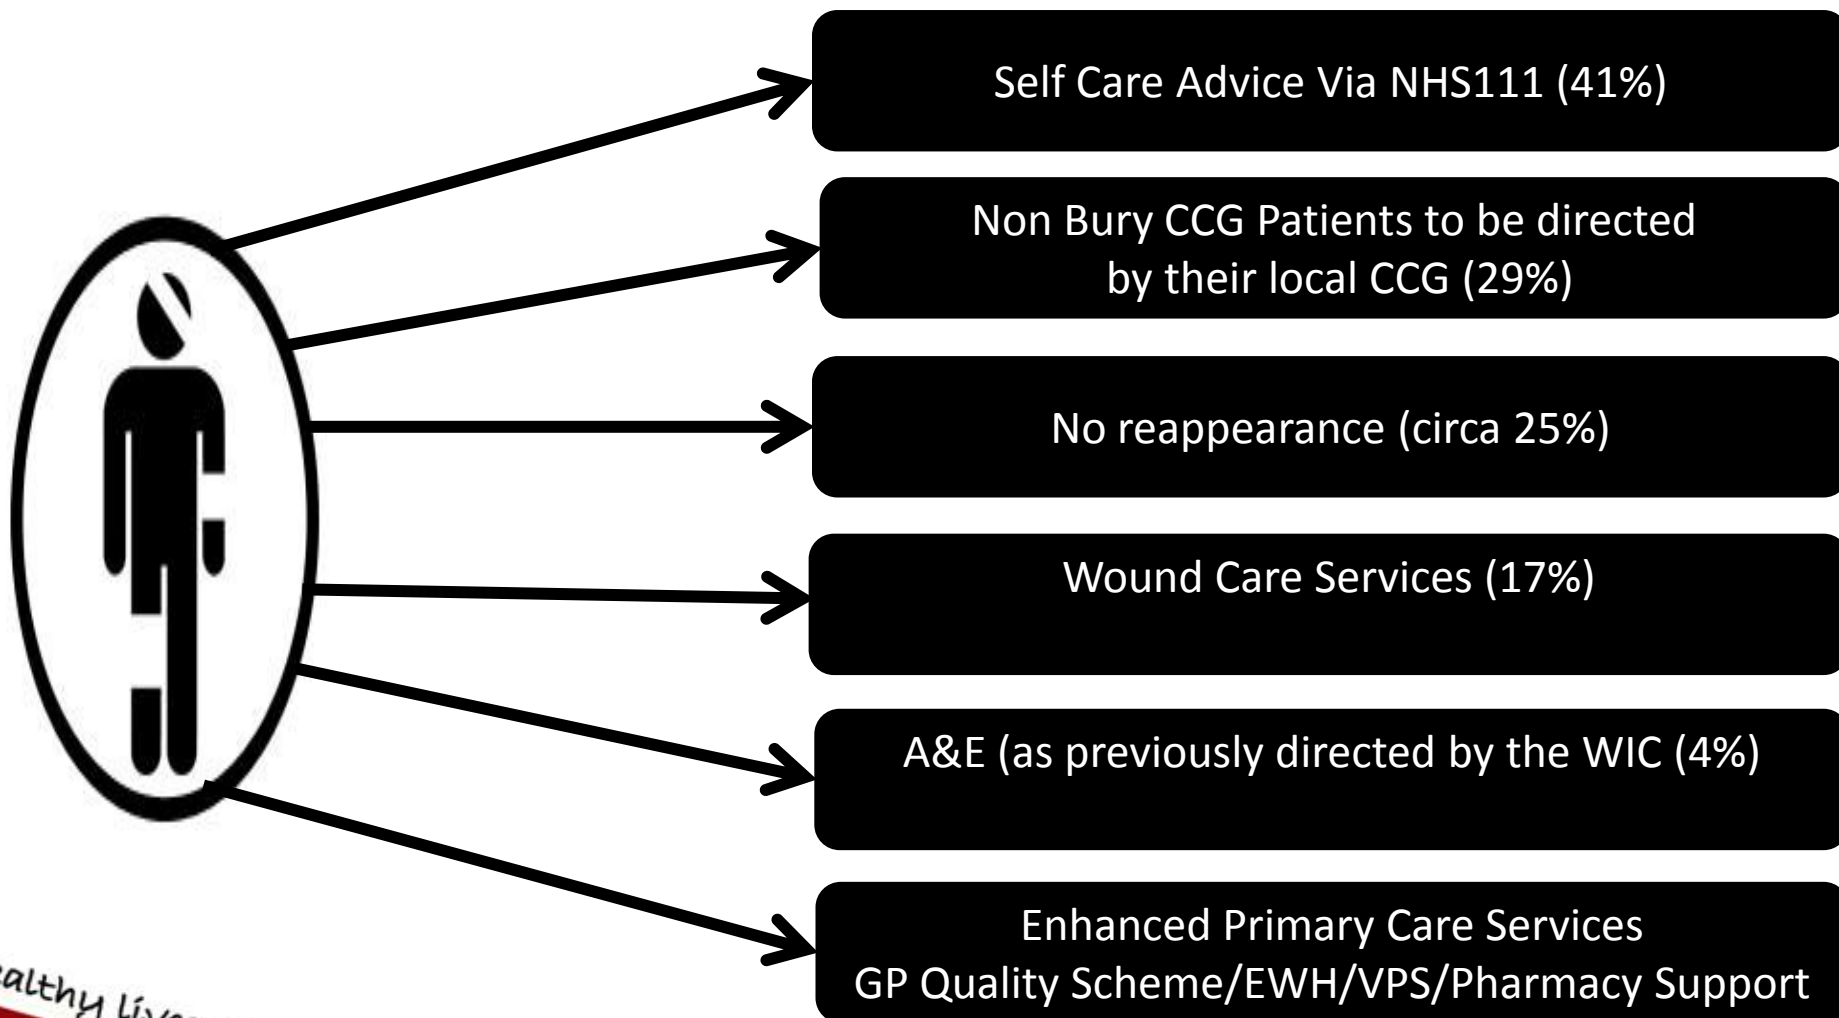 Self Care Advice Via NHS111 (41%)
Non Bury CCG Patients to be directed
by their local CCG (29%)
No reappearance (circa 25%)
Wound Care Services (17%)
A&E (as previously directed by the WIC (4%)
Enhanced Primary Care Services
GP Quality Scheme/EWH/VPS/Pharmacy Support